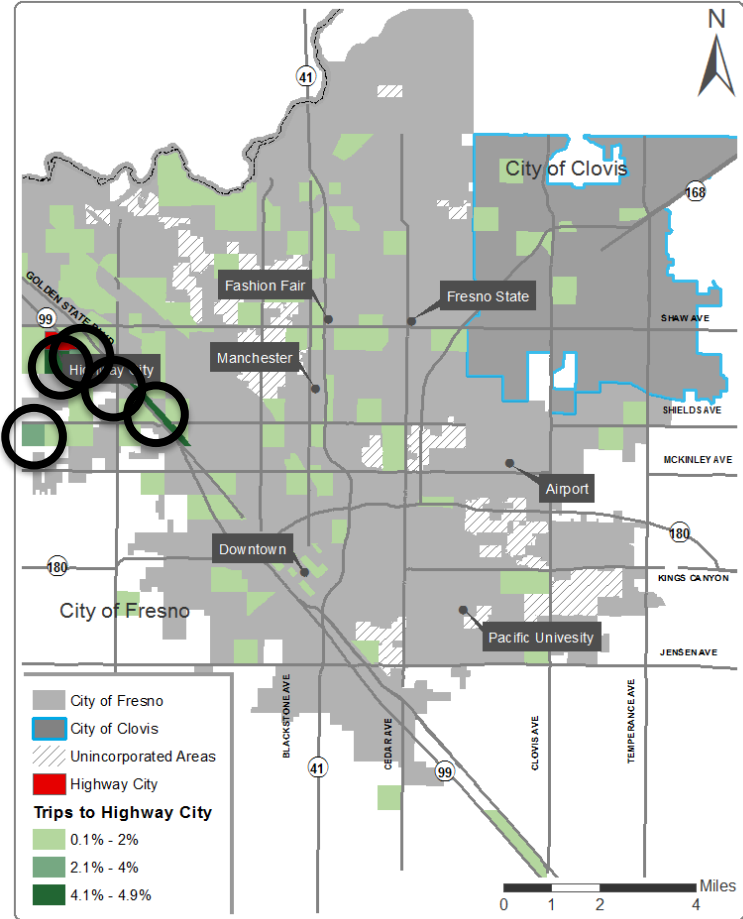 N
41
City of Clovis
168
GOLDEN STATE BLVD
Fashion Fair
Fresno State
99
SHAW AVE
Manchester
Highway City
SHIELDS AVE
MCKINLEY AVE
Airport
180
Downtown
180
KINGS CANYON
City of Fresno
Pacific Univesity
JENSEN AVE
BLACKSTONE AVE
CEDAR AVE
CLOVIS AVE
TEMPERANCE AVE
41
99
City of Fresno
City of Clovis
Unincorporated Areas
Highway City
Trips to Highway City
0.1% - 2%
2.1% - 4%
4.1% - 4.9%
Miles
0 1 2 4